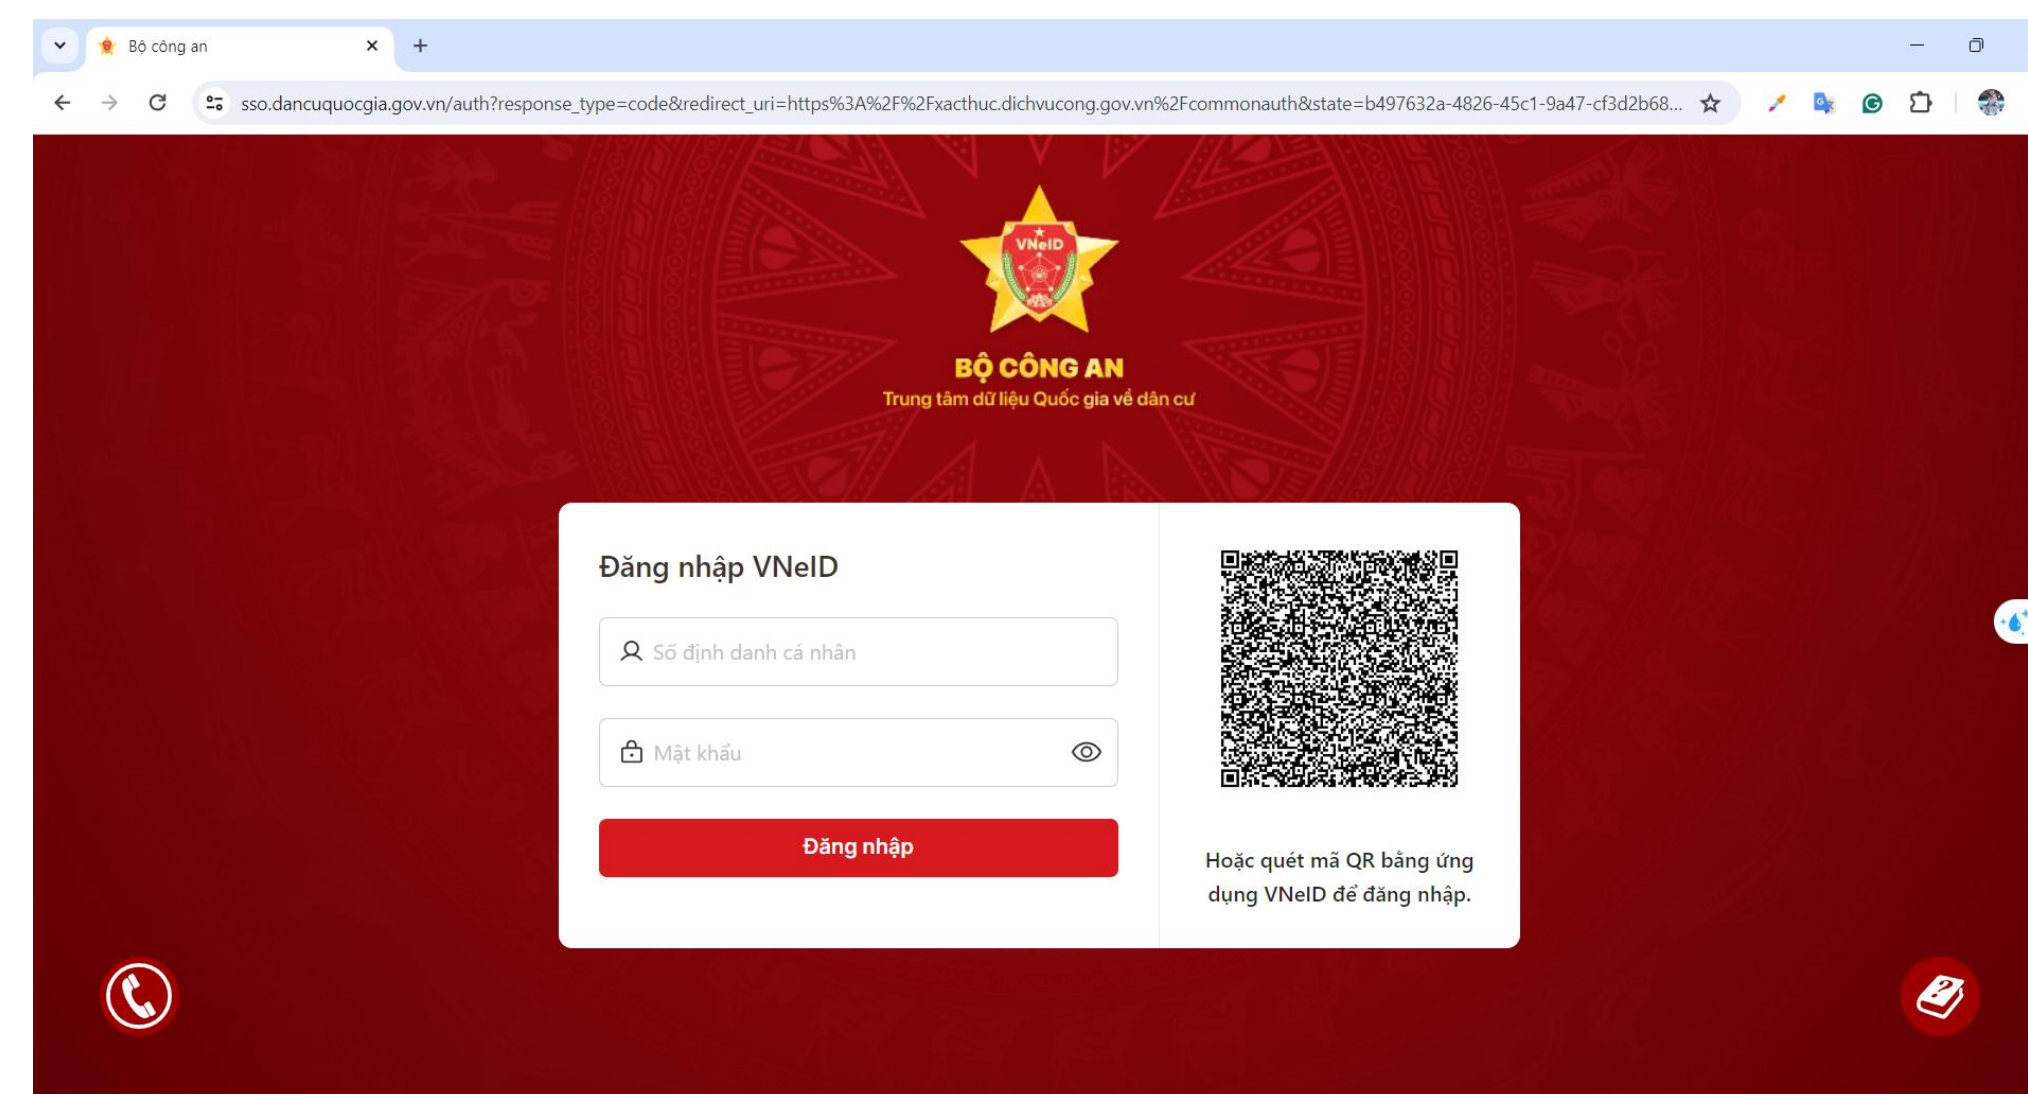 Bộ công an
sso.dancuquocgia.gov.vn/auth?response_type=code&redirect_uri=https%3A%2F%2Fxacthuc.dichvucong.gov.vn%2Fcommonauth&state=b497632a-4826-45c1-9a47-cf3d2b68...
VNeID
BỘ CÔNG AN
Trung tâm dữ liệu Quốc gia về dân cư
Đăng nhập VNeID
Số định danh cá nhân
Mật khẩu
Đăng nhập
Hoặc quét mã QR bằng ứng
dụng VNeID để đăng nhập.